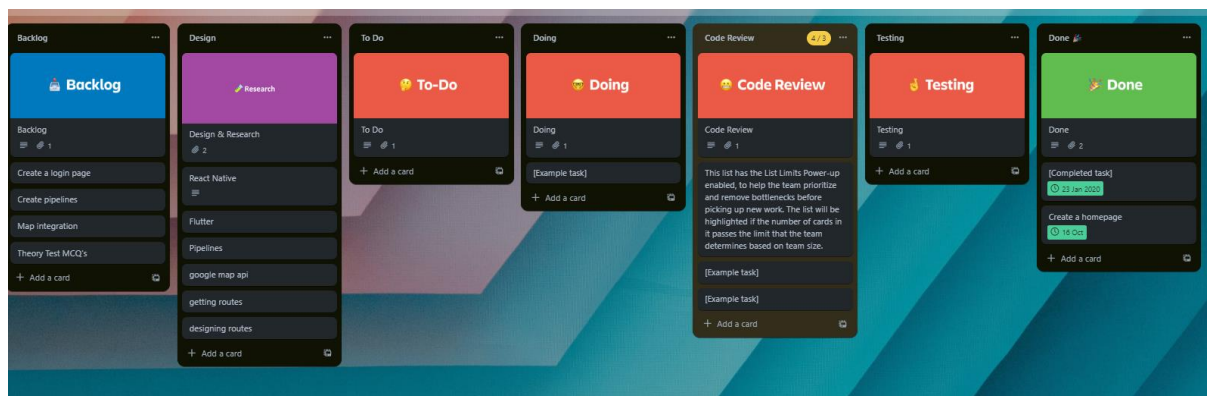 Backlog
Backlog
Backlog
1
Create a login page
Create pipelines
Map integration
Theory Test MCQ's
+ Add a card
Design
Research
Design & Research
2
React Native
Flutter
Pipelines
google map api
getting routes
designing routes
+ Add a card
To Do
To-Do
To Do
1
+ Add a card
Doing
Doing
Doing
1
[Example task]
+ Add a card
Code Review
4 / 3
Code Review
Code Review
1
This list has the List Limits Power-up
enabled, to help the team prioritize
and remove bottlenecks before
picking up new work. The list will be
highlighted if the number of cards in
it passes the limit that the team
determines based on team size.
[Example task]
[Example task]
+ Add a card
Testing
Testing
Testing
1
+ Add a card
Done 🎉
Done
Done
2
[Completed task]
23 Jan 2020
Create a homepage
16 Oct
+ Add a card